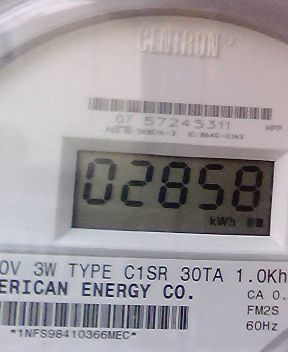 CENTRON
07 57245311
02858
kWh
0V 3W TYPE C1SR 30TA 1.0Kh
ERICAN ENERGY CO.
CA 0.
FM2S
60Hz
*1NFS98410366MEC*